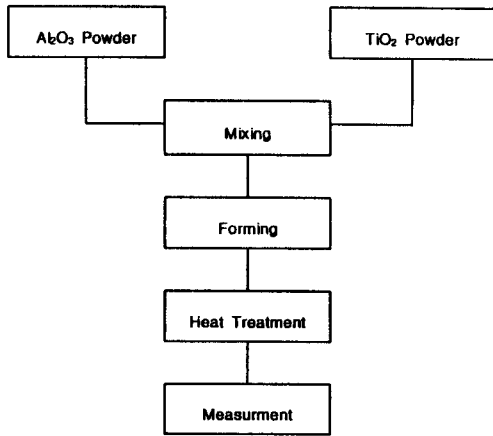 Al₂O₃ Powder
TiO₂ Powder
Mixing
Forming
Heat Treatment
Measurment